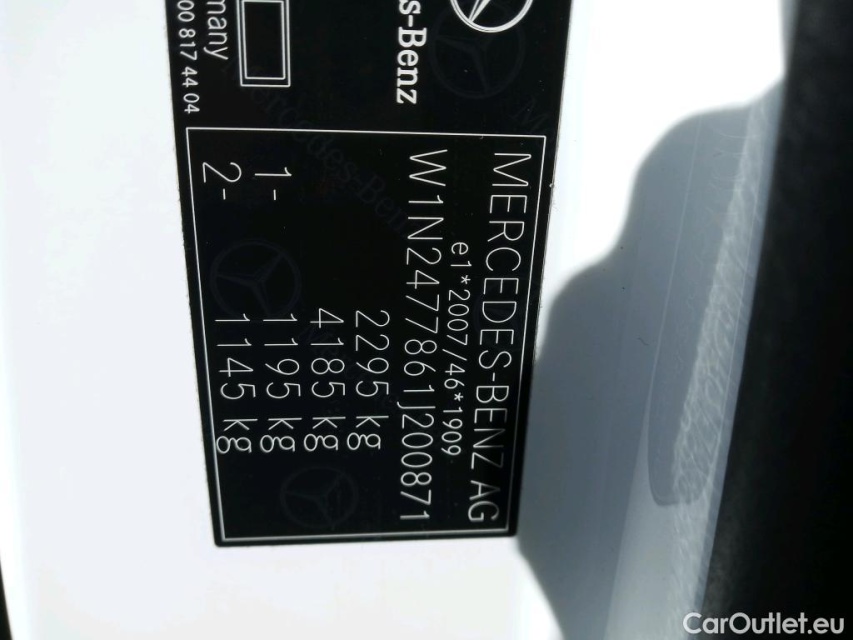 s-Benz
many
00 817 44 04
MERCEDES-BENZ AG
e1*2007/46*1909
W1N2477861J200871
2295 kg
4185 kg
1- 1195 kg
2- 1145 kg
CarOutlet.eu